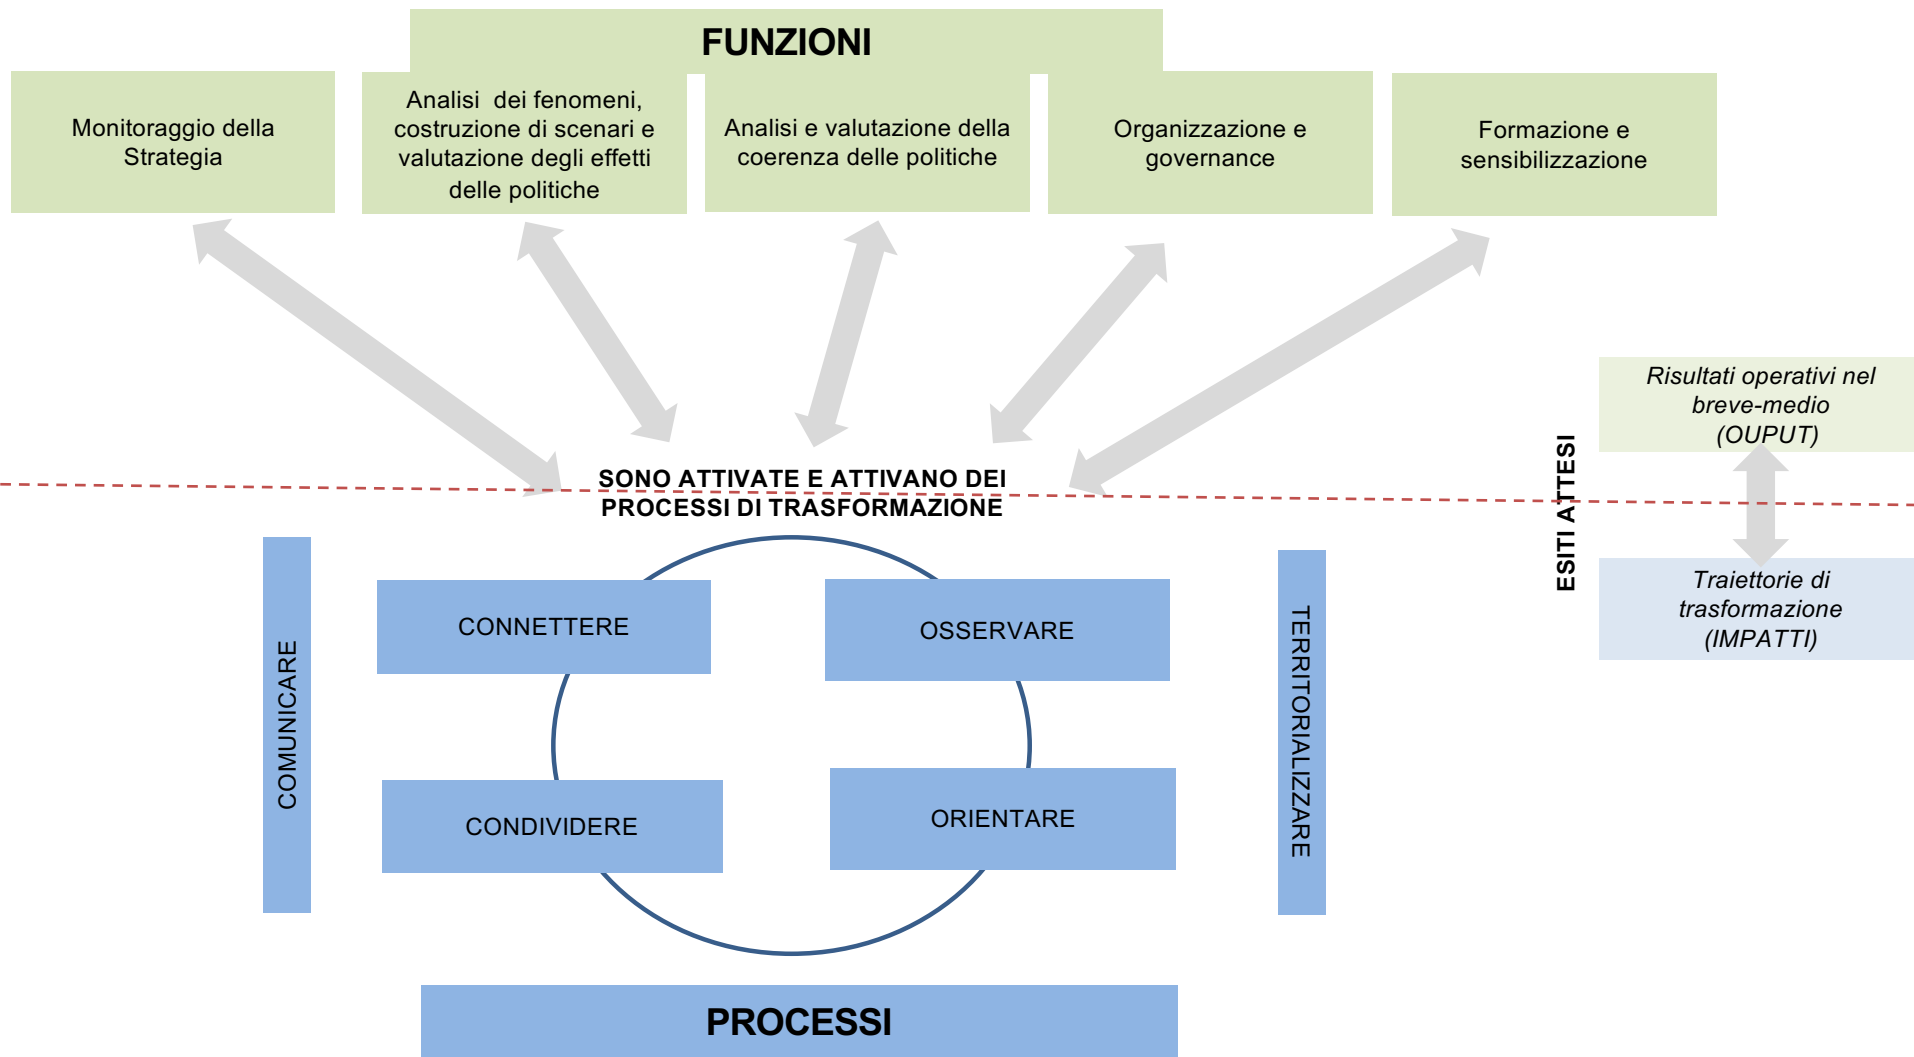 FUNZIONI
Monitoraggio della
Strategia
Analisi dei fenomeni,
costruzione di scenari e
valutazione degli effetti
delle politiche
Analisi e valutazione della
coerenza delle politiche
Organizzazione e
governance
Formazione e
sensibilizzazione
SONO ATTIVATE E ATTIVANO DEI
PROCESSI DI TRASFORMAZIONE
ESITI ATTESI
Risultati operativi nel
breve-medio
(OUPUT)
Traiettorie di
trasformazione
(IMPATTI)
COMUNICARE
CONNETTERE
OSSERVARE
CONDIVIDERE
ORIENTARE
TERRITORIALIZZARE
PROCESSI